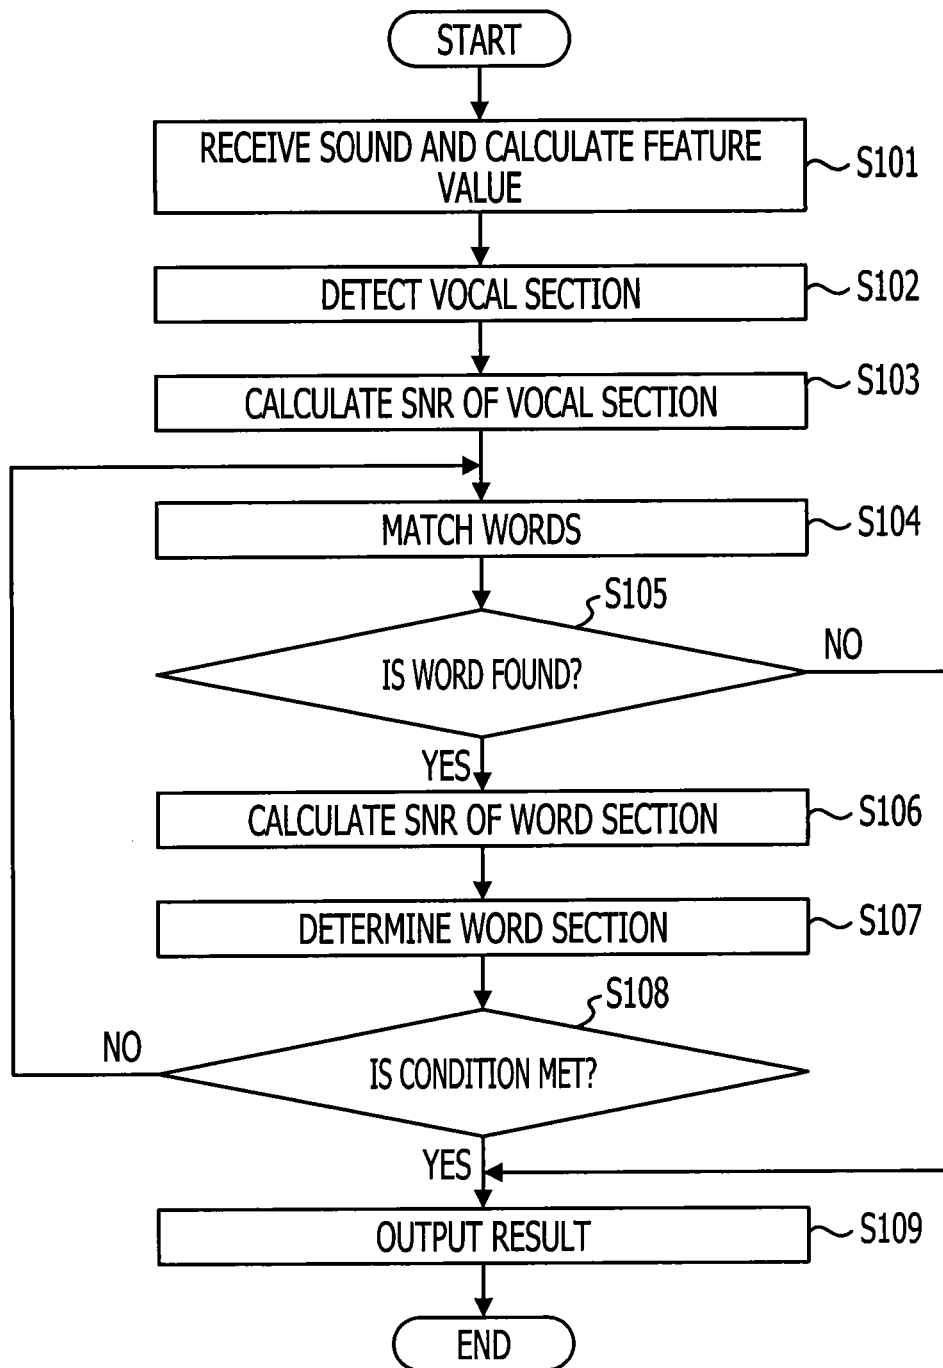 START
RECEIVE SOUND AND CALCULATE FEATURE
VALUE
S101
DETECT VOCAL SECTION
S102
CALCULATE SNR OF VOCAL SECTION
S103
MATCH WORDS
S104
S105
IS WORD FOUND?
NO
YES
CALCULATE SNR OF WORD SECTION
S106
DETERMINE WORD SECTION
S107
S108
NO
IS CONDITION MET?
YES
OUTPUT RESULT
S109
END